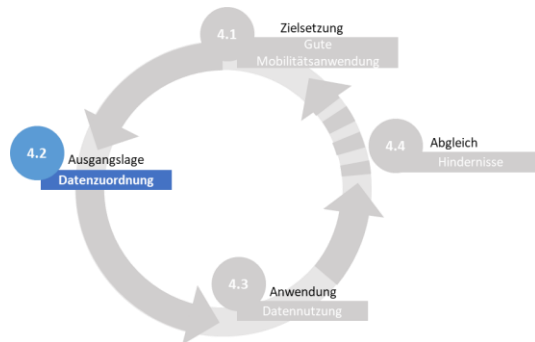 4.1
Zielsetzung
Gute
Mobilitätsanwendung
4.2
Ausgangslage
Datenzuordnung
4.3
Anwendung
Datennutzung
4.4
Abgleich
Hindernisse